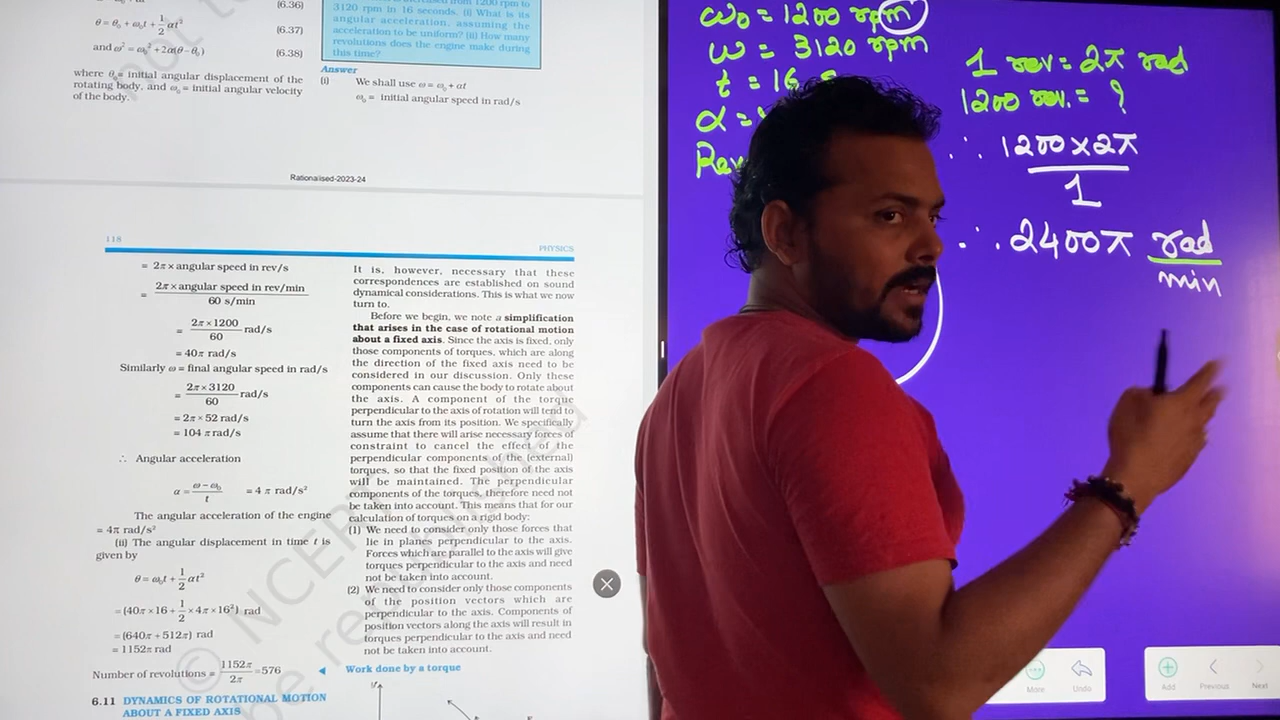 (6.36)
θ = θ₀ + ω₀t + 1/2 αt² (6.37)
and ω² = ω₀² + 2α(θ – θ₀) (6.38)
where θ₀ = initial angular displacement of the
rotating body, and ω₀ = initial angular velocity
of the body.
1200 rpm to
3120 rpm in 16 seconds. (i) What is its
angular acceleration, assuming the
acceleration to be uniform? (ii) How many
revolutions does the engine make during
this time?
Answer
(i) We shall use ω = ω₀ + αt
ω₀ = initial angular speed in rad/s
Rationalised-2023-24
118
PHYSICS
= 2π × angular speed in rev/s
= 2π × angular speed in rev/min / 60 s/min
= 2π × 1200 / 60 rad/s
= 40π rad/s
Similarly ω = final angular speed in rad/s
= 2π × 3120 / 60 rad/s
= 2π × 52 rad/s
= 104 π rad/s
∴ Angular acceleration
α = ω – ω₀ / t = 4 π rad/s²
The angular acceleration of the engine
= 4π rad/s²
(ii) The angular displacement in time t is
given by
θ = ω₀t + 1/2 αt²
= (40π × 16 + 1/2 × 4π × 16²) rad
= (640π + 512π) rad
= 1152π rad
Number of revolutions = 1152π / 2π = 576
6.11 DYNAMICS OF ROTATIONAL MOTION
ABOUT A FIXED AXIS
It is, however, necessary that these
correspondences are established on sound
dynamical considerations. This is what we now
turn to.
Before we begin, we note a simplification
that arises in the case of rotational motion
about a fixed axis. Since the axis is fixed, only
those components of torques, which are along
the direction of the fixed axis need to be
considered in our discussion. Only these
components can cause the body to rotate about
the axis. A component of the torque
perpendicular to the axis of rotation will tend to
turn the axis from its position. We specifically
assume that there will arise necessary forces of
constraint to cancel the effect of the
perpendicular components of the (external)
torques, so that the fixed position of the axis
will be maintained. The perpendicular
components of the torques, therefore need not
be taken into account. This means that for our
calculation of torques on a rigid body:
(1) We need to consider only those forces that
lie in planes perpendicular to the axis.
Forces which are parallel to the axis will give
torques perpendicular to the axis and need
not be taken into account.
(2) We need to consider only those components
of the position vectors which are
perpendicular to the axis. Components of
position vectors along the axis will result in
torques perpendicular to the axis and need
not be taken into account.
Work done by a torque
© NCERT
be republished
ω₀ = 1200 rpm
ω = 3120 rpm
t = 16
α =
Rev
1 rev = 2π rad
1200 rev. = ?
∴ 1200 × 2π / 1
∴ 2400π rad / min
More Undo
Add Previous Next